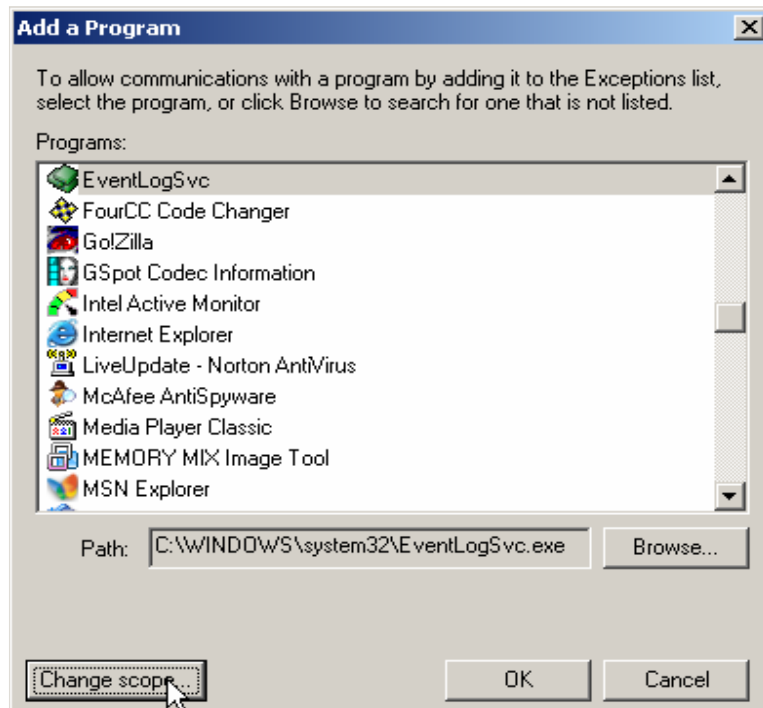 Add a Program
To allow communications with a program by adding it to the Exceptions list,
select the program, or click Browse to search for one that is not listed.
Programs:
EventLogSvc
FourCC Code Changer
Go!Zilla
GSpot Codec Information
Intel Active Monitor
Internet Explorer
LiveUpdate - Norton AntiVirus
McAfee AntiSpyware
Media Player Classic
MEMORY MIX Image Tool
MSN Explorer
Path: C:\WINDOWS\system32\EventLogSvc.exe Browse...
Change scope... OK Cancel